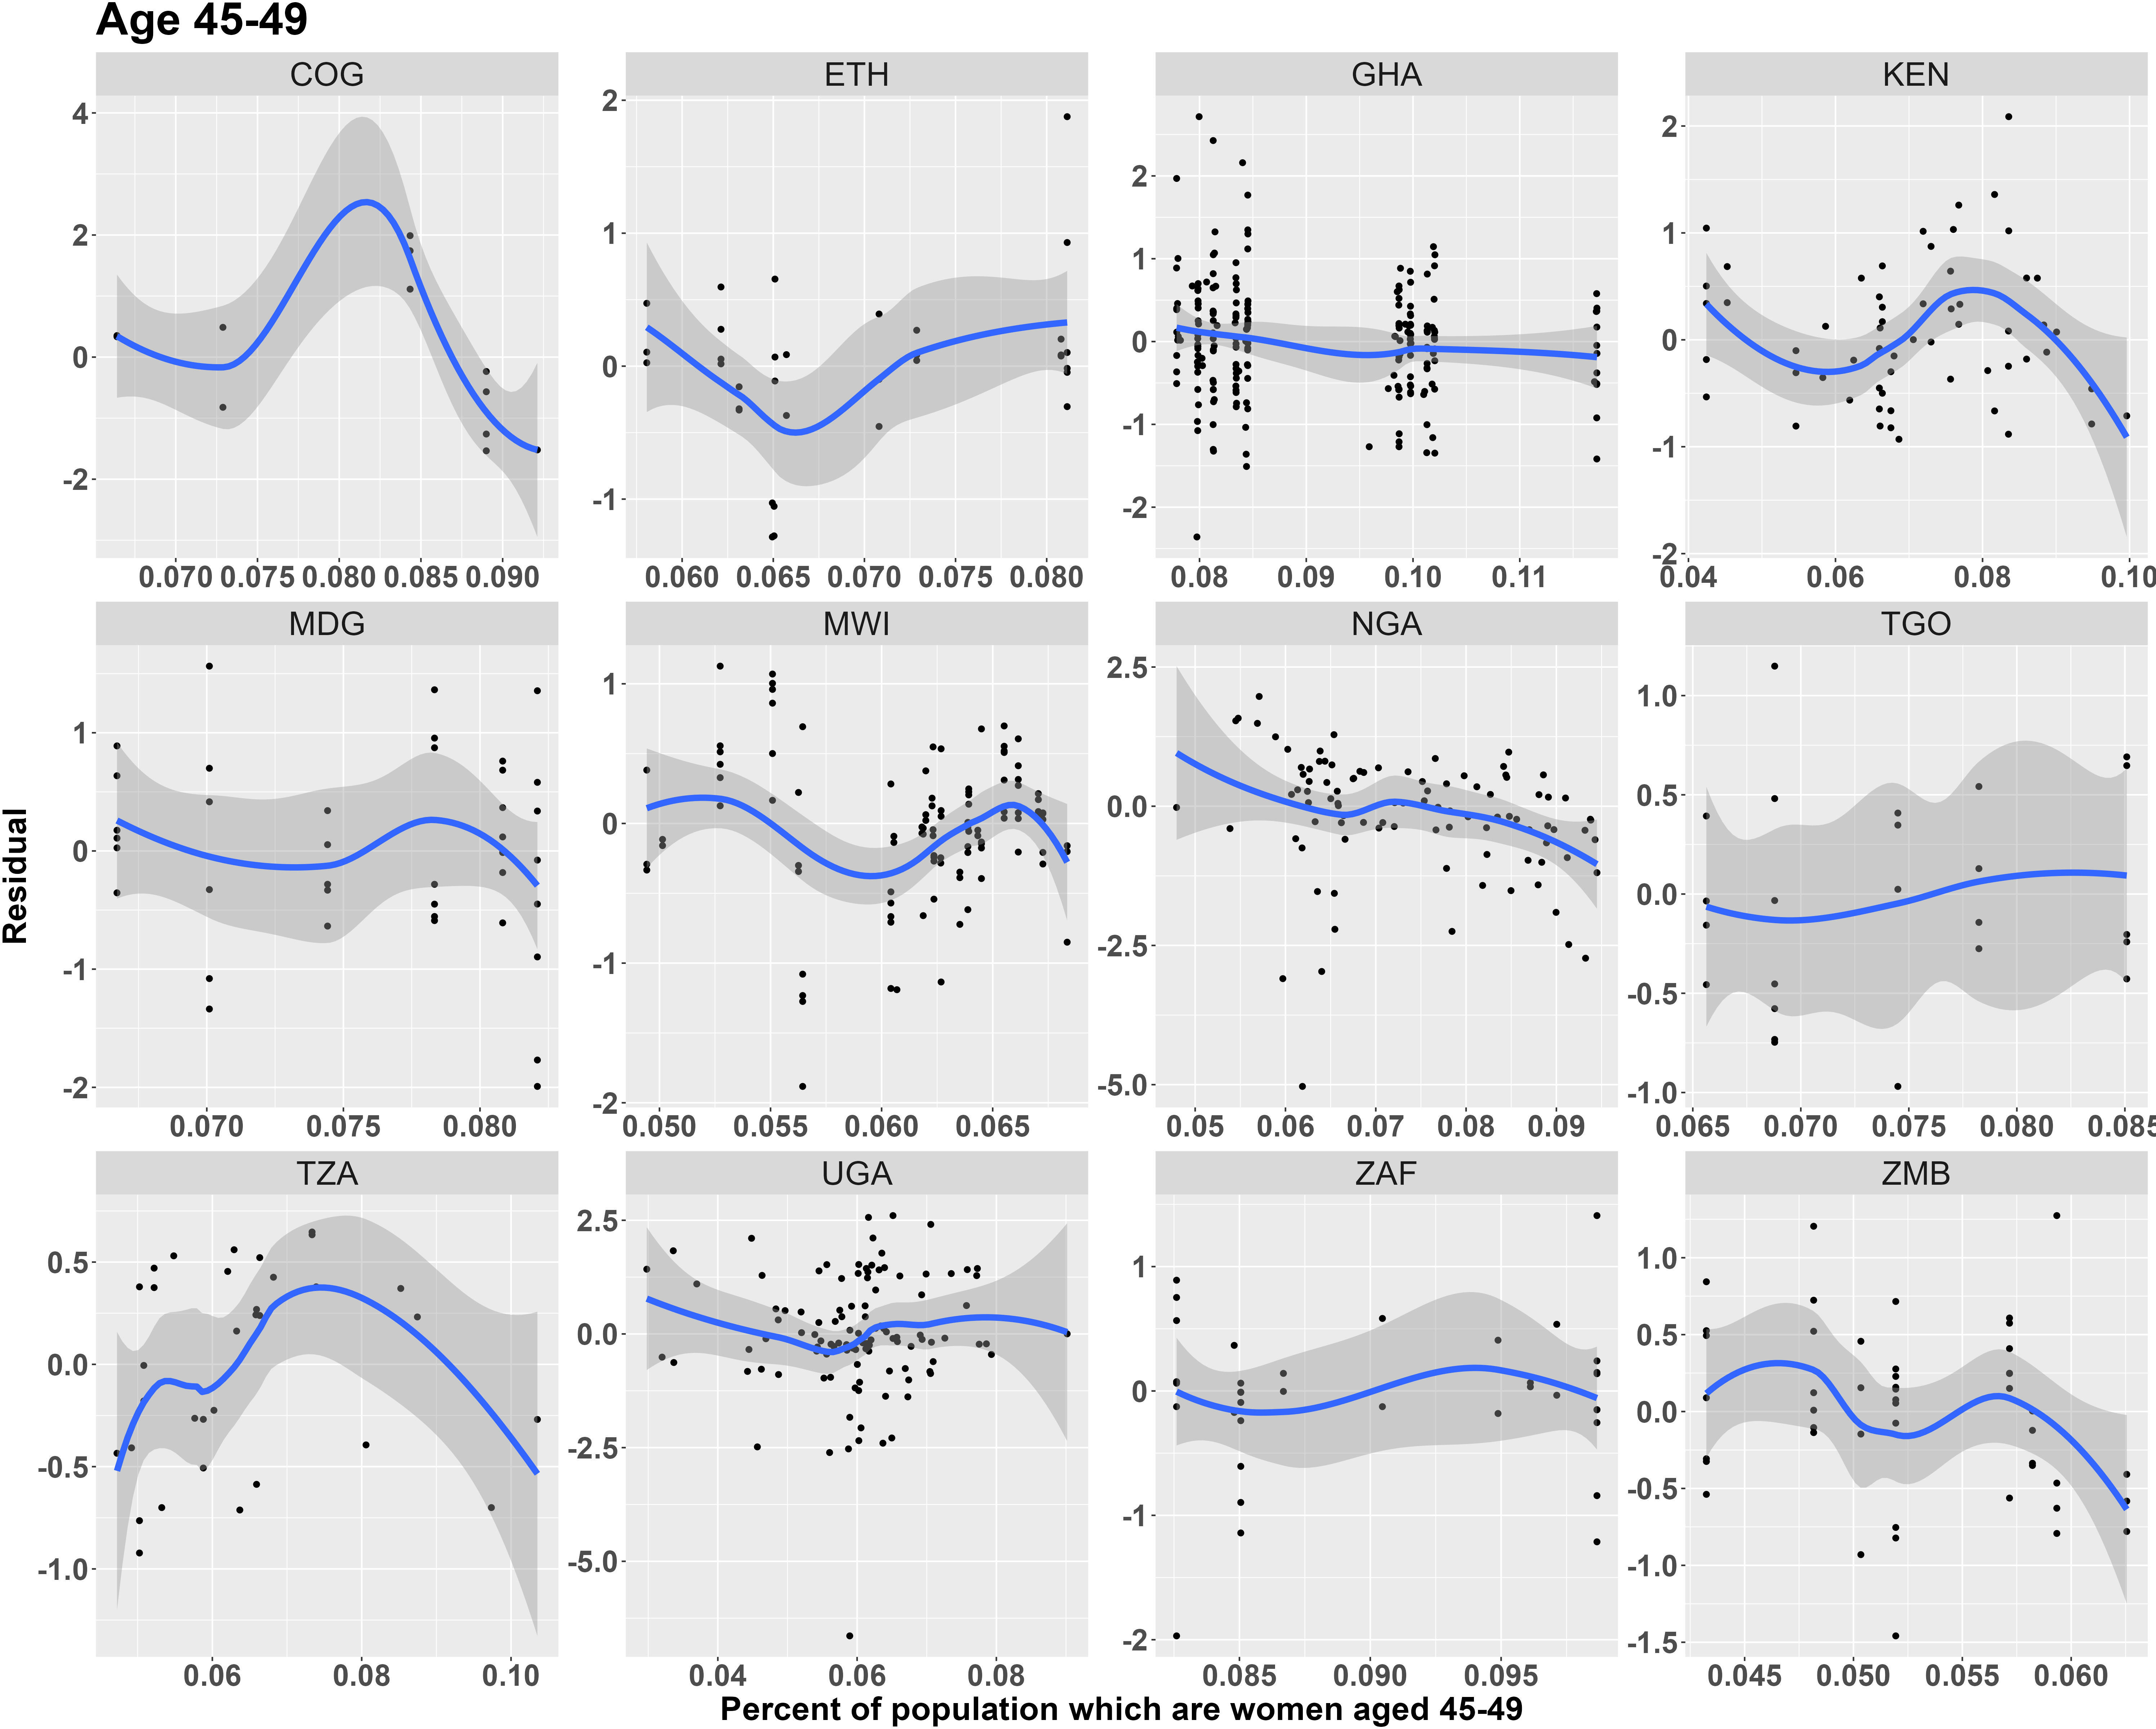 Age 45-49
COG ETH GHA KEN
4 2 0 -2
2 1 0 -1
2 1 0 -1 -2
2 1 0 -1 -2
0.070 0.075 0.080 0.085 0.090
0.060 0.065 0.070 0.075 0.080
0.08 0.09 0.10 0.11
0.04 0.06 0.08 0.10
MDG MWI NGA TGO
1 0 -1 -2
1 0 -1 -2
2.5 0.0 -2.5 -5.0
1.0 0.5 0.0 -0.5 -1.0
0.070 0.075 0.080
0.050 0.055 0.060 0.065
0.05 0.06 0.07 0.08 0.09
0.065 0.070 0.075 0.080 0.085
TZA UGA ZAF ZMB
0.5 0.0 -0.5 -1.0
2.5 0.0 -2.5 -5.0
1 0 -1 -2
1.0 0.5 0.0 -0.5 -1.0 -1.5
0.06 0.08 0.10
0.04 0.06 0.08
0.085 0.090 0.095
0.045 0.050 0.055 0.060
Residual
Percent of population which are women aged 45-49